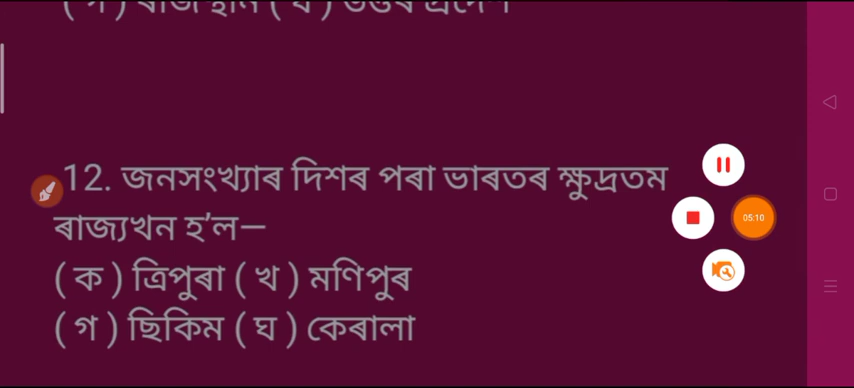 12. জনসংখ্যাৰ দিশৰ পৰা ভাৰতৰ ক্ষুদ্ৰতম
ৰাজ্যখন হ'ল—
( ক ) ত্ৰিপুৰা ( খ ) মণিপুৰ
( গ ) ছিকিম ( ঘ ) কেৰালা
05:10